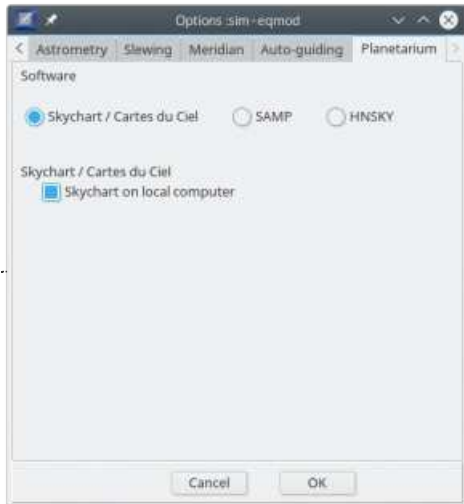 Options :sim-eqmod
Astrometry Slewing Meridian Auto-guiding Planetarium
Software
Skychart / Cartes du Ciel SAMP HNSKY
Skychart / Cartes du Ciel
Skychart on local computer
Cancel OK